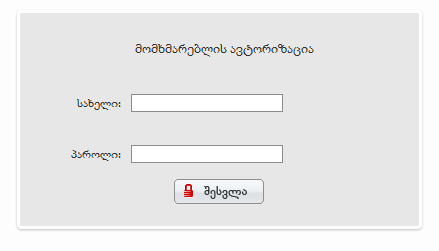 მომხმარებლის ავტორიზაცია
სახელი:
პაროლი:
შესვლა